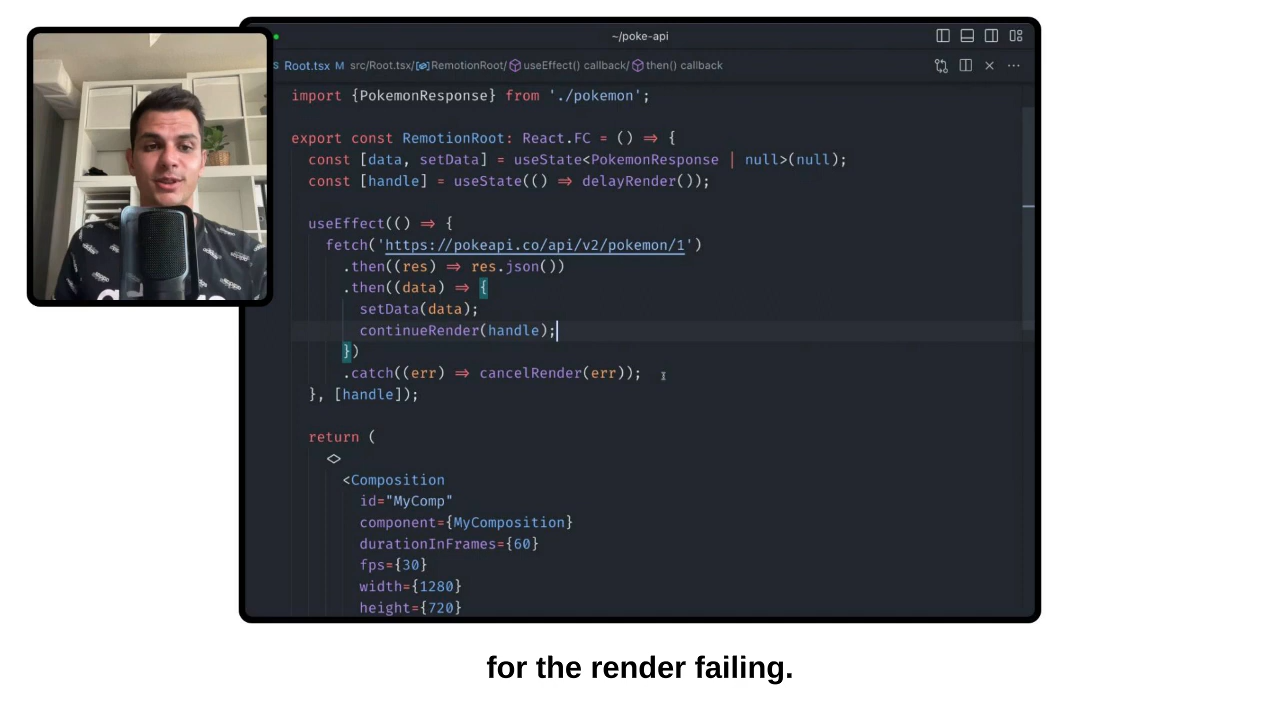 ~/poke-api
Root.tsx M src/Root.tsx/RemotionRoot/useEffect() callback/then() callback
import {PokemonResponse} from './pokemon';
export const RemotionRoot: React.FC = () ⇒ {
const [data, setData] = useState<PokemonResponse | null>(null);
const [handle] = useState(() ⇒ delayRender());
useEffect(() ⇒ {
fetch('https://pokeapi.co/api/v2/pokemon/1')
.then((res) ⇒ res.json())
.then((data) ⇒ {
setData(data);
continueRender(handle);
})
.catch((err) ⇒ cancelRender(err));
}, [handle]);
return (
<>
<Composition
id="MyComp"
component={MyComposition}
durationInFrames={60}
fps={30}
width={1280}
height={720}
for the render failing.